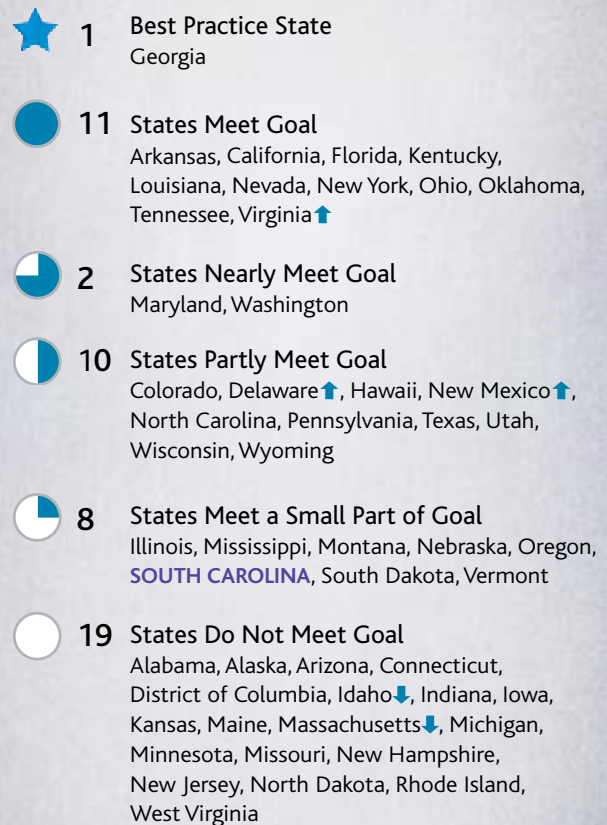 1 Best Practice State
Georgia
11 States Meet Goal
Arkansas, California, Florida, Kentucky,
Louisiana, Nevada, New York, Ohio, Oklahoma,
Tennessee, Virginia⬆
2 States Nearly Meet Goal
Maryland, Washington
10 States Partly Meet Goal
Colorado, Delaware⬆, Hawaii, New Mexico⬆,
North Carolina, Pennsylvania, Texas, Utah,
Wisconsin, Wyoming
8 States Meet a Small Part of Goal
Illinois, Mississippi, Montana, Nebraska, Oregon,
SOUTH CAROLINA, South Dakota, Vermont
19 States Do Not Meet Goal
Alabama, Alaska, Arizona, Connecticut,
District of Columbia, Idaho⬇, Indiana, Iowa,
Kansas, Maine, Massachusetts⬇, Michigan,
Minnesota, Missouri, New Hampshire,
New Jersey, North Dakota, Rhode Island,
West Virginia